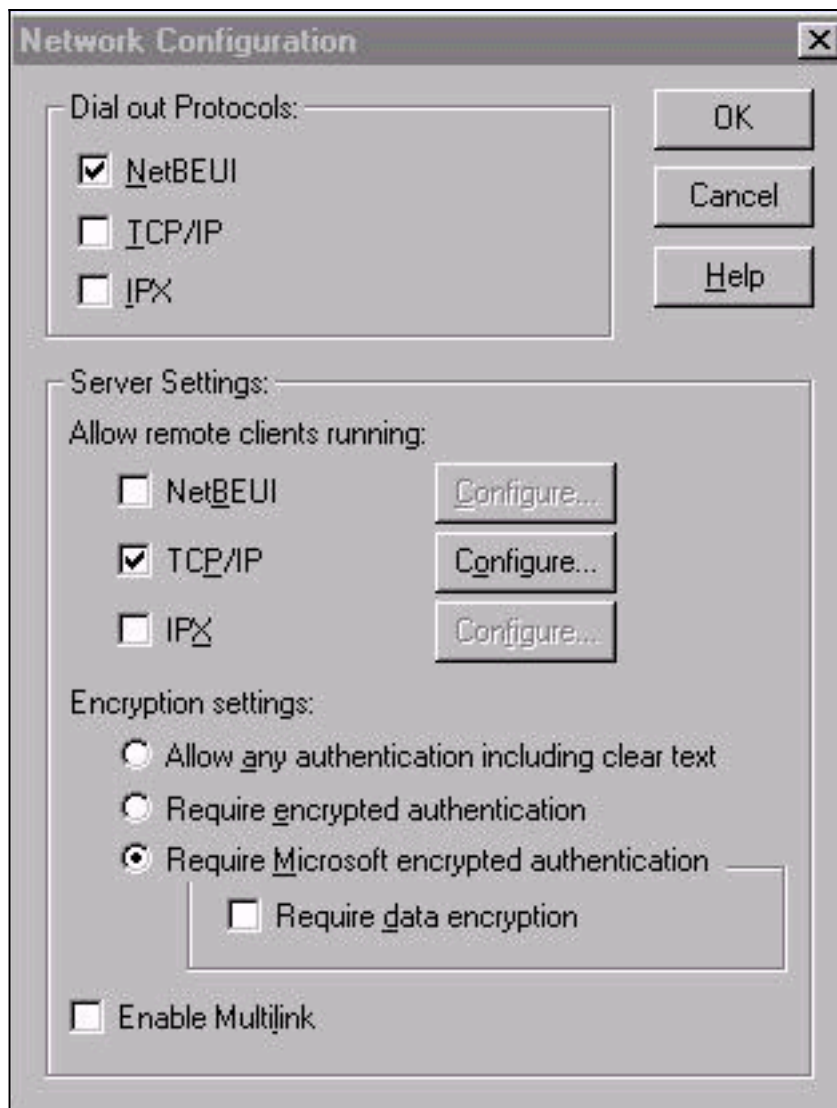 Network Configuration
Dial out Protocols:
OK
NetBEUI
Cancel
TCP/IP
Help
IPX
Server Settings:
Allow remote clients running:
NetBEUI Configure...
TCP/IP Configure...
IPX Configure...
Encryption settings:
Allow any authentication including clear text
Require encrypted authentication
Require Microsoft encrypted authentication
Require data encryption
Enable Multilink